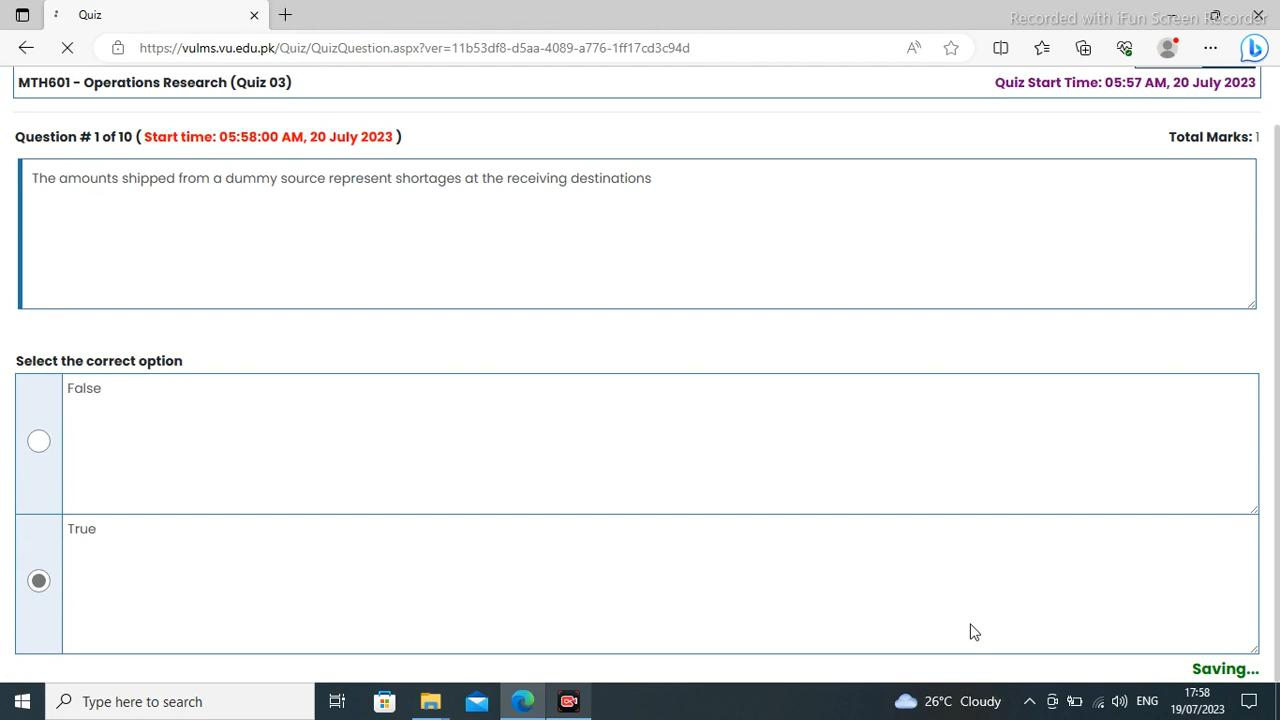 Quiz
Recorded with iFun Screen Recorder
https://vulms.vu.edu.pk/Quiz/QuizQuestion.aspx?ver=11b53df8-d5aa-4089-a776-1ff17cd3c94d
MTH601 - Operations Research (Quiz 03)
Quiz Start Time: 05:57 AM, 20 July 2023
Question # 1 of 10 ( Start time: 05:58:00 AM, 20 July 2023 )
Total Marks: 1
The amounts shipped from a dummy source represent shortages at the receiving destinations
Select the correct option
False
True
Saving...
Type here to search
26°C Cloudy
ENG
17:58
19/07/2023